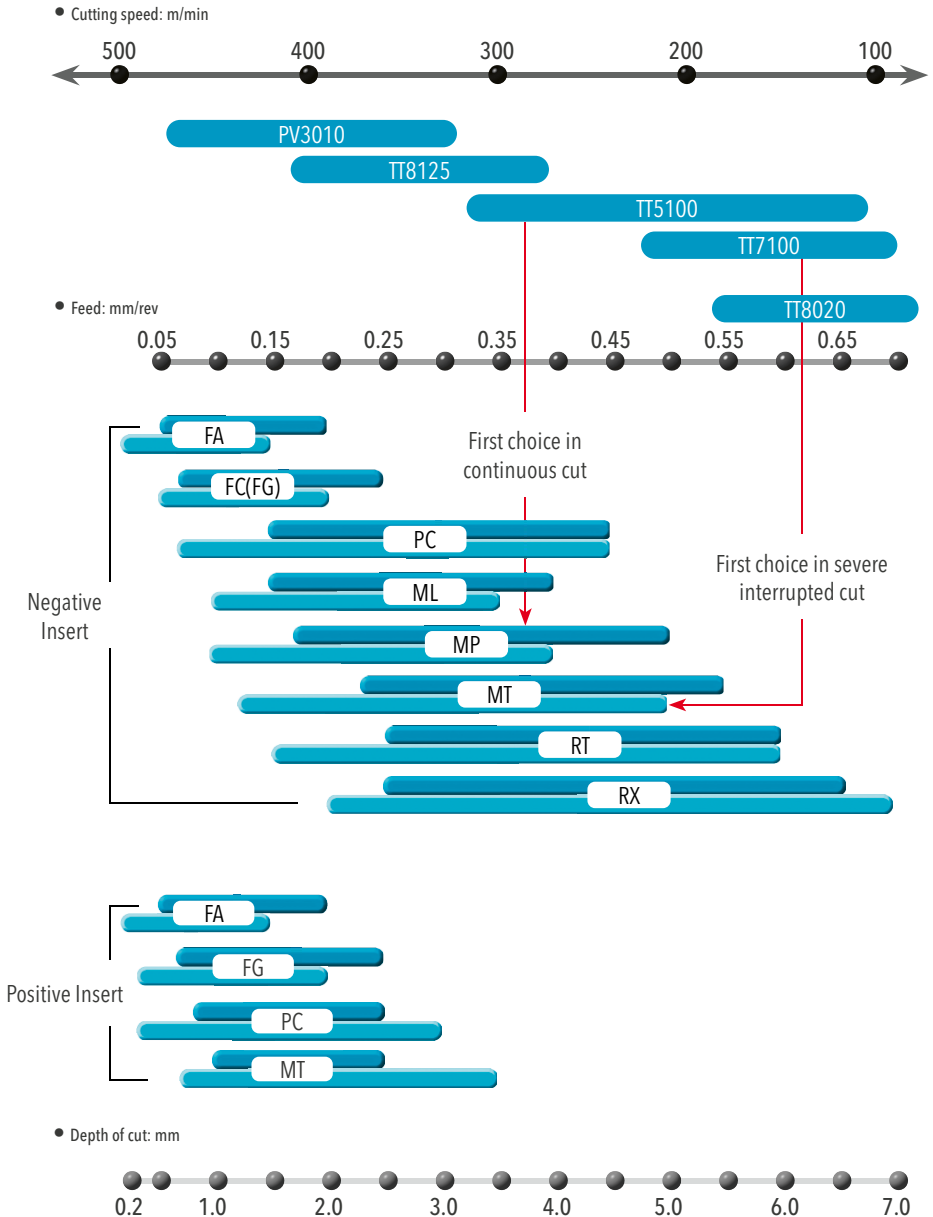 Cutting speed: m/min
500 400 300 200 100
PV3010
TT8125
TT5100
TT7100
Feed: mm/rev
TT8020
0.05 0.15 0.25 0.35 0.45 0.55 0.65
FA
First choice in
continuous cut
FC(FG)
PC
First choice in severe
interrupted cut
ML
Negative
Insert
MP
MT
RT
RX
FA
FG
Positive Insert
PC
MT
Depth of cut: mm
0.2 1.0 2.0 3.0 4.0 5.0 6.0 7.0